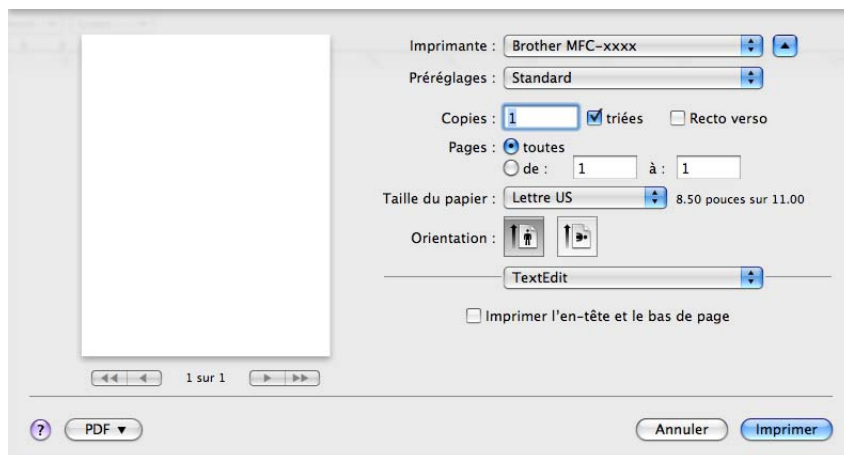 Imprimante : Brother MFC-xxxx
Préréglages : Standard
Copies : 1 triées Recto verso
Pages : toutes
de : 1 à : 1
Taille du papier : Lettre US 8.50 pouces sur 11.00
Orientation :
TextEdit
Imprimer l'en-tête et le bas de page
1 sur 1
? PDF ▼ Annuler Imprimer